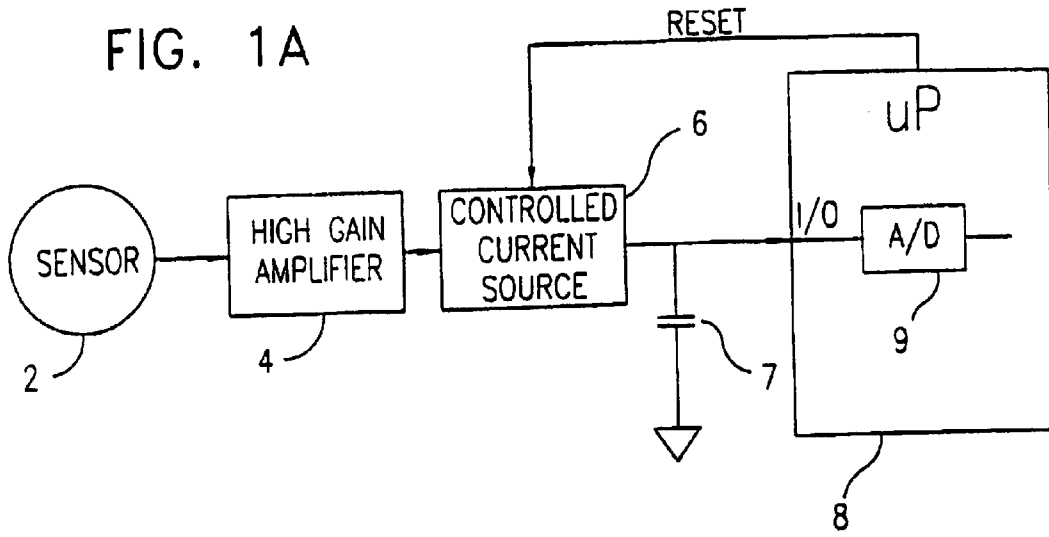 FIG. 1A
RESET
uP
6
SENSOR
HIGH GAIN
AMPLIFIER
CONTROLLED
CURRENT
SOURCE
I/O
A/D
2
4
7
9
8